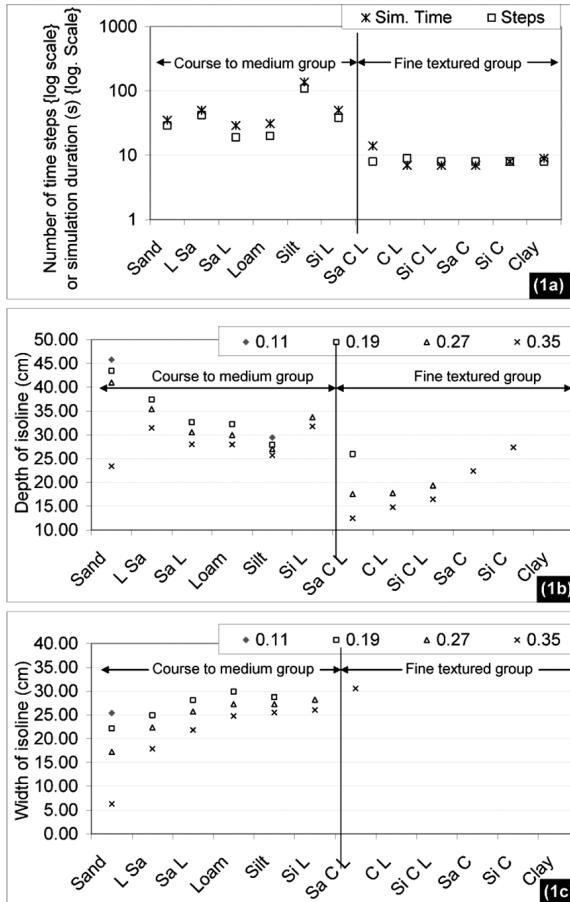 Number of time steps {log scale}
or simulation duration (s) {log. Scale}
1000
100
10
1
Sim. Time Steps
Course to medium group Fine textured group
Sand L Sa Sa L Loam Silt Si L Sa C L C L Si C L Sa C Si C Clay
(1a)
Depth of isoline (cm)
50.00
45.00
40.00
35.00
30.00
25.00
20.00
15.00
10.00
0.11 0.19 0.27 0.35
Course to medium group Fine textured group
Sand L Sa Sa L Loam Silt Si L Sa C L C L Si C L Sa C Si C Clay
(1b)
Width of isoline (cm)
40.00
35.00
30.00
25.00
20.00
15.00
10.00
5.00
0.00
0.11 0.19 0.27 0.35
Course to medium group Fine textured group
Sand L Sa Sa L Loam Silt Si L Sa C L C L Si C L Sa C Si C Clay
(1c)